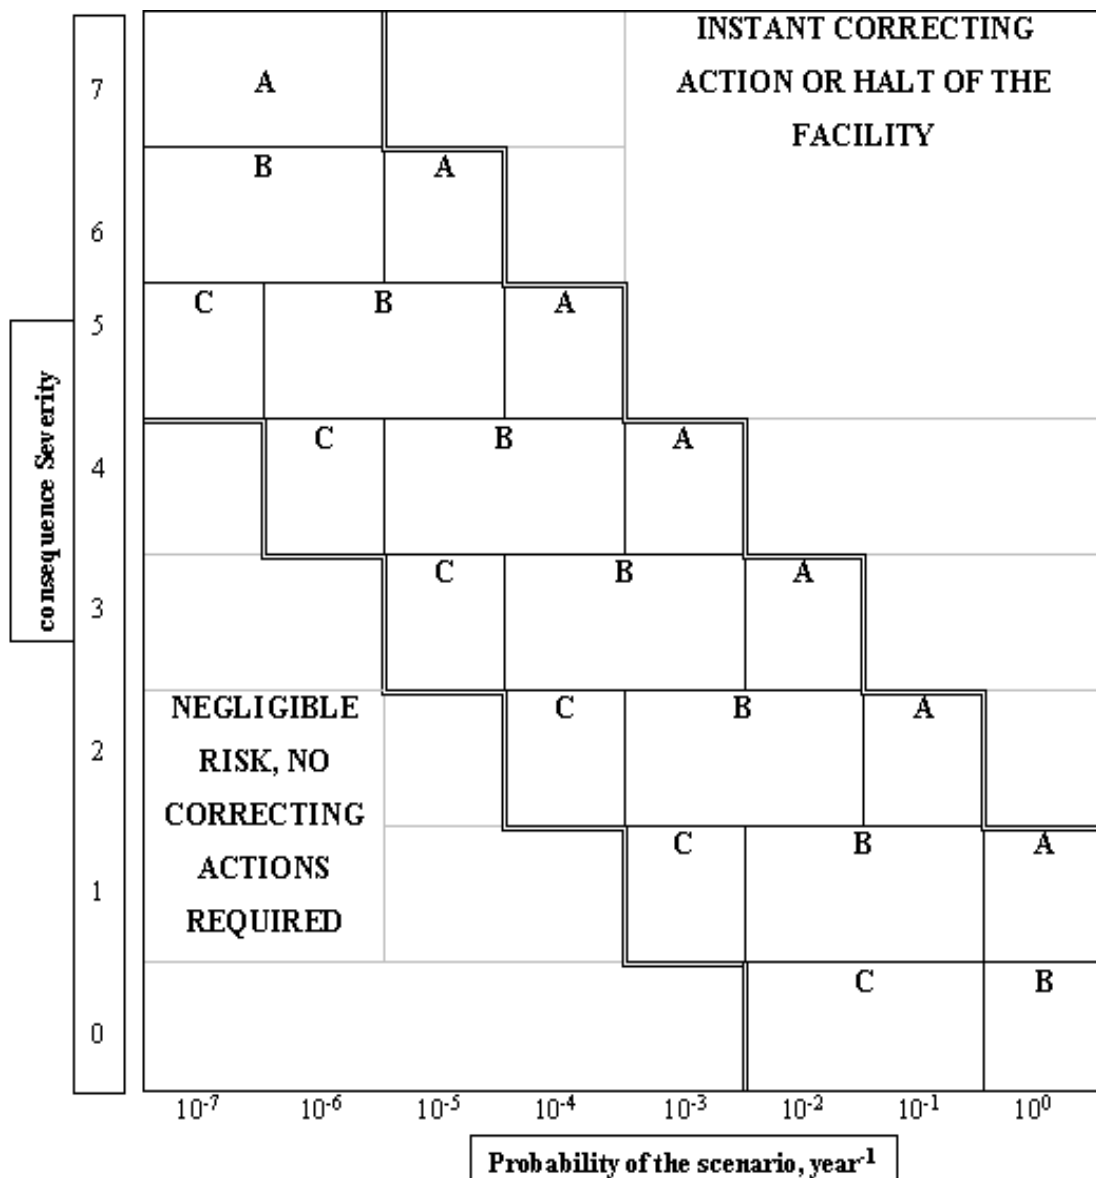 INSTANT CORRECTING
ACTION OR HALT OF THE
FACILITY
7
A
B
A
6
C
B
A
5
consequence Severity
C
B
A
4
C
B
A
3
NEGLIGIBLE
RISK, NO
CORRECTING
ACTIONS
REQUIRED
C
B
A
2
C
B
A
1
C
B
0
10⁻⁷ 10⁻⁶ 10⁻⁵ 10⁻⁴ 10⁻³ 10⁻² 10⁻¹ 10⁰
Probability of the scenario, year⁻¹